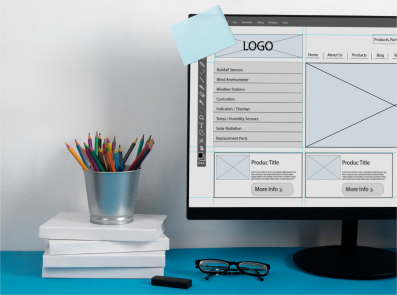 LOGO
Products, Par
Home About Us Products Blog
Rainfall Sensors
Wind Anemometer
Weather Stations
Controllers
Indicators / Displays
Temp / Humidity Sensors
Solar Radiation
Replacement Parts
Produc Title
More Info
Produc Title
More Info